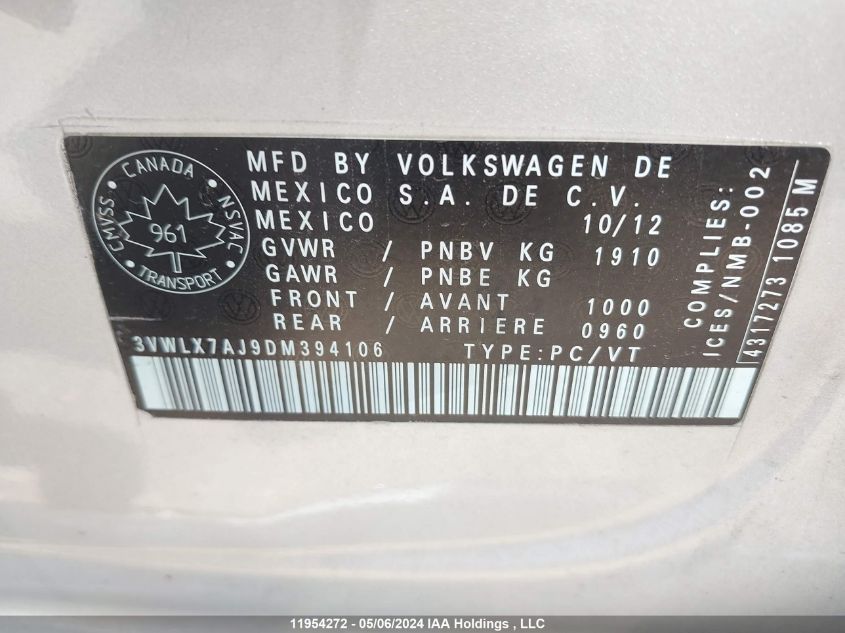 CANADA
CMVSS
NSVAC
961
TRANSPORT
MFD BY VOLKSWAGEN DE
MEXICO S.A. DE C.V.
MEXICO 10/12
GVWR / PNBV KG 1910
GAWR / PNBE KG
FRONT / AVANT 1000
REAR / ARRIERE 0960
3VWLX7AJ9DM394106 TYPE:PC/VT
COMPLIES:
ICES/NMB-002
4317273 1085 M
11954272 - 05/06/2024 IAA Holdings , LLC